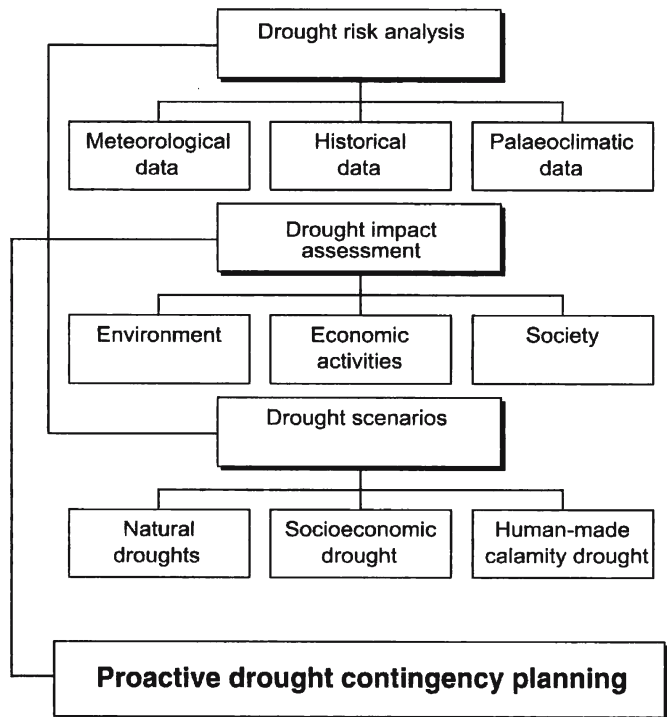 Drought risk analysis
Meteorological
data
Historical
data
Palaeoclimatic
data
Drought impact
assessment
Environment
Economic
activities
Society
Drought scenarios
Natural
droughts
Socioeconomic
drought
Human-made
calamity drought
Proactive drought contingency planning